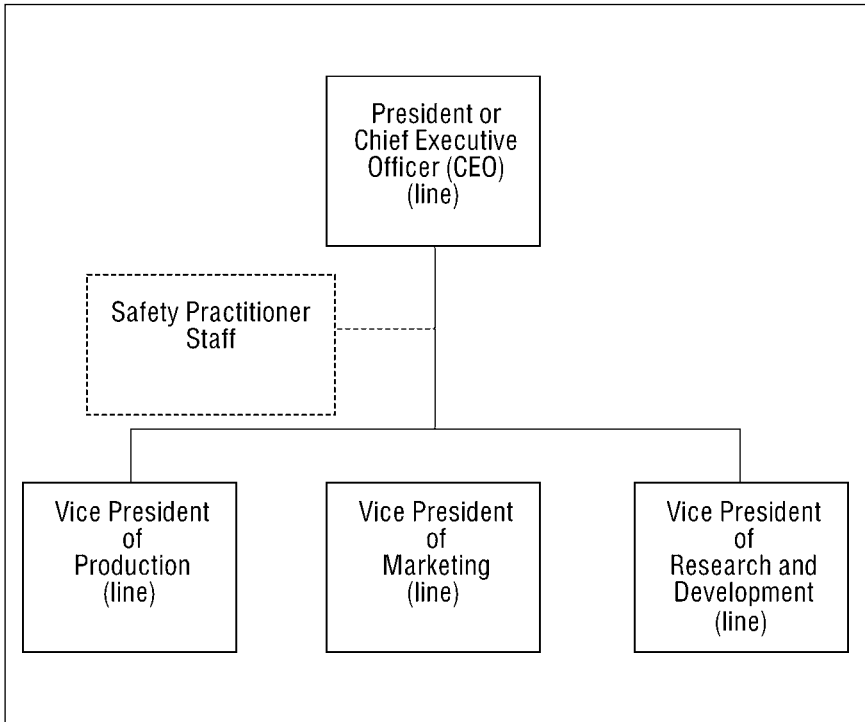 President or
Chief Executive
Officer (CEO)
(line)
Safety Practitioner
Staff
Vice President
of
Production
(line)
Vice President
of
Marketing
(line)
Vice President
of
Research and
Development
(line)